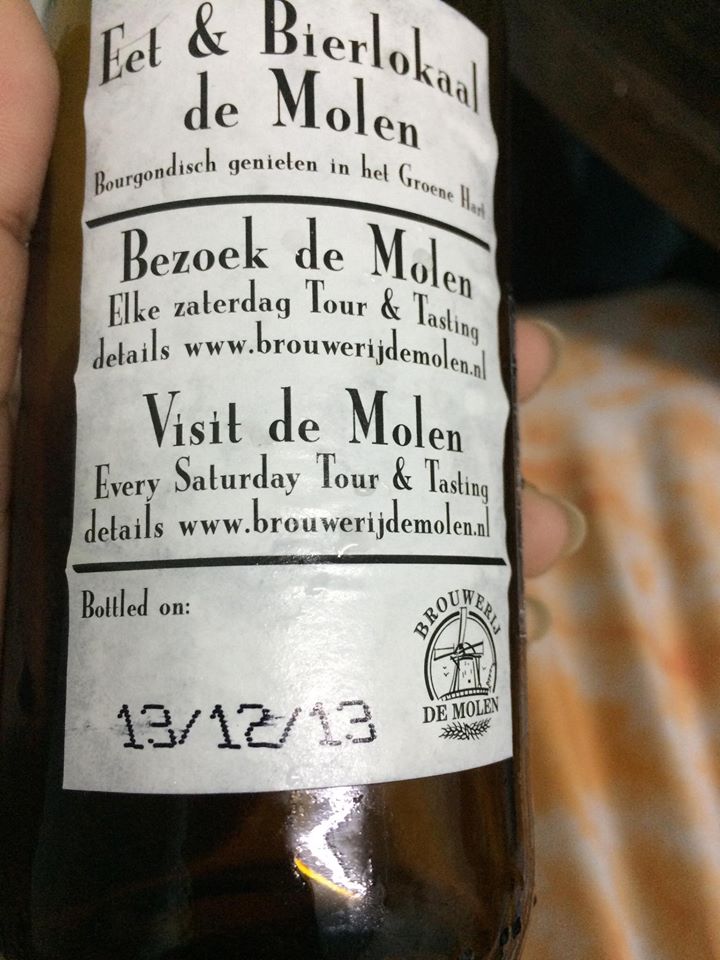 Eet & Bierlokaal
de Molen
Bourgondisch genieten in het Groene Hart
Bezoek de Molen
Elke zaterdag Tour & Tasting
details www.brouwerijdemolen.nl
Visit de Molen
Every Saturday Tour & Tasting
details www.brouwerijdemolen.nl
Bottled on:
BROUWERIJ
DE MOLEN
13/12/13